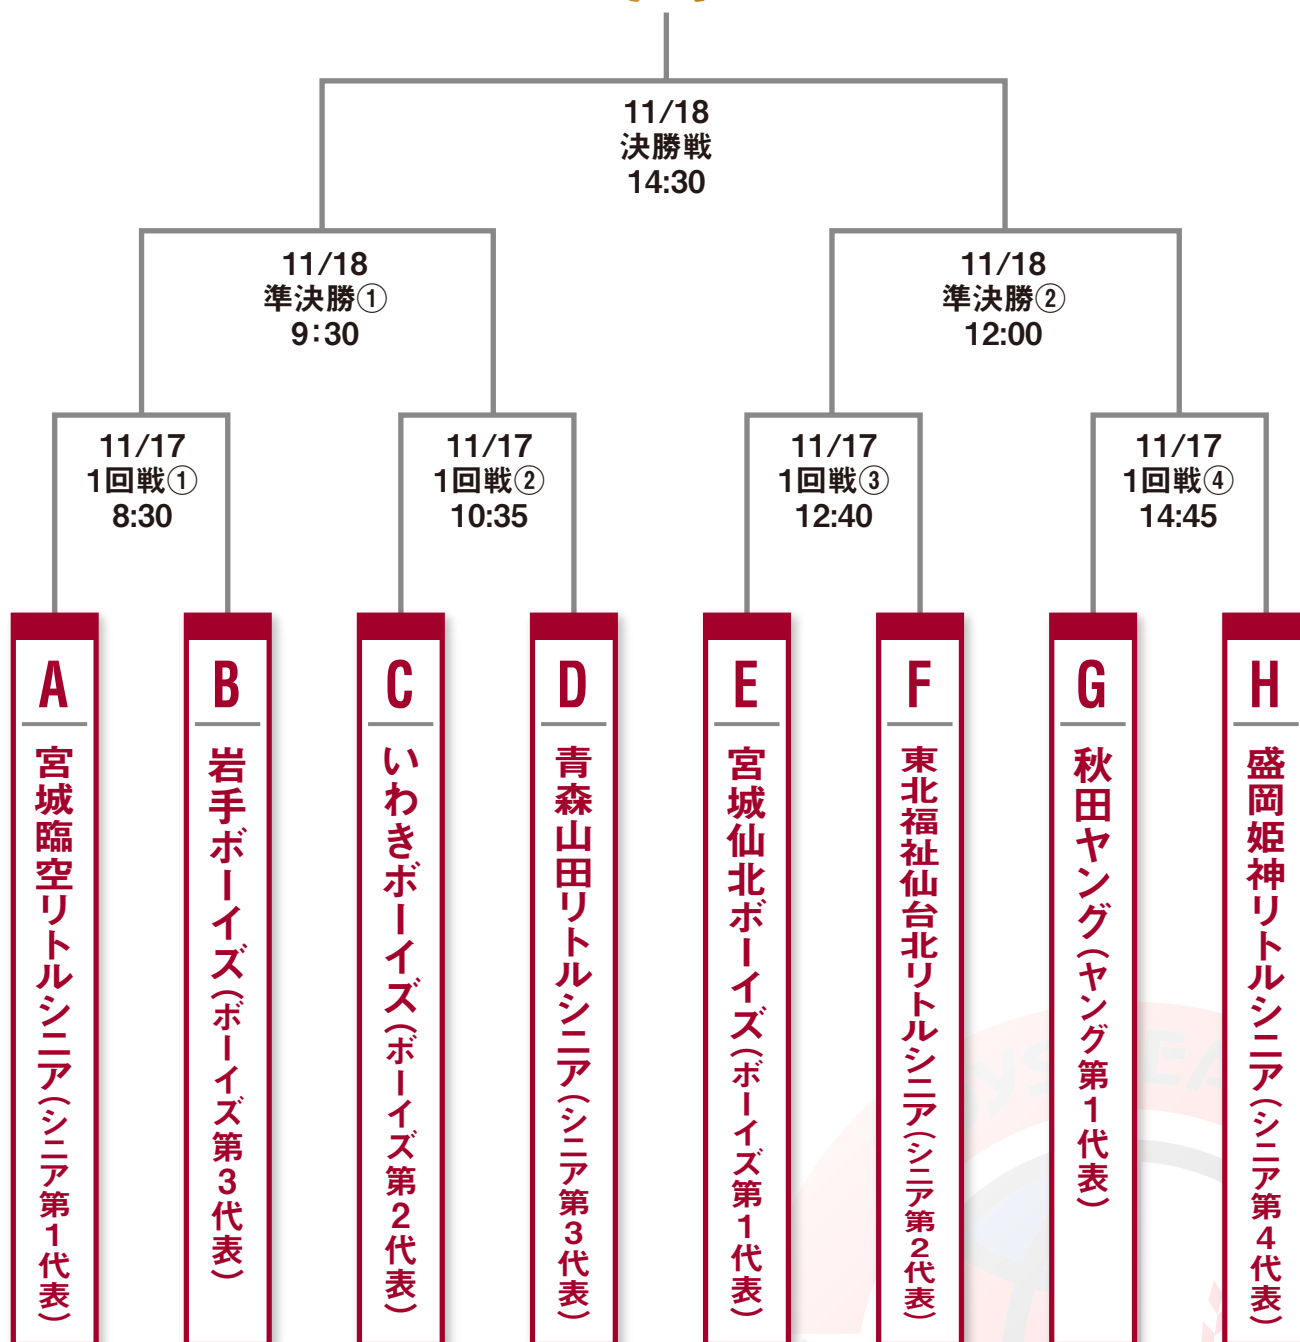 11/18
決勝戦
14:30
11/18
準決勝①
9:30
11/18
準決勝②
12:00
11/17
1回戦①
8:30
11/17
1回戦②
10:35
11/17
1回戦③
12:40
11/17
1回戦④
14:45
A
宮城臨空リトルシニア(シニア第1代表)
B
岩手ボーイズ(ボーイズ第3代表)
C
いわきボーイズ(ボーイズ第2代表)
D
青森山田リトルシニア(シニア第3代表)
E
宮城仙北ボーイズ(ボーイズ第1代表)
F
東北福祉仙台北リトルシニア(シニア第2代表)
G
秋田ヤング(ヤング第1代表)
H
盛岡姫神リトルシニア(シニア第4代表)